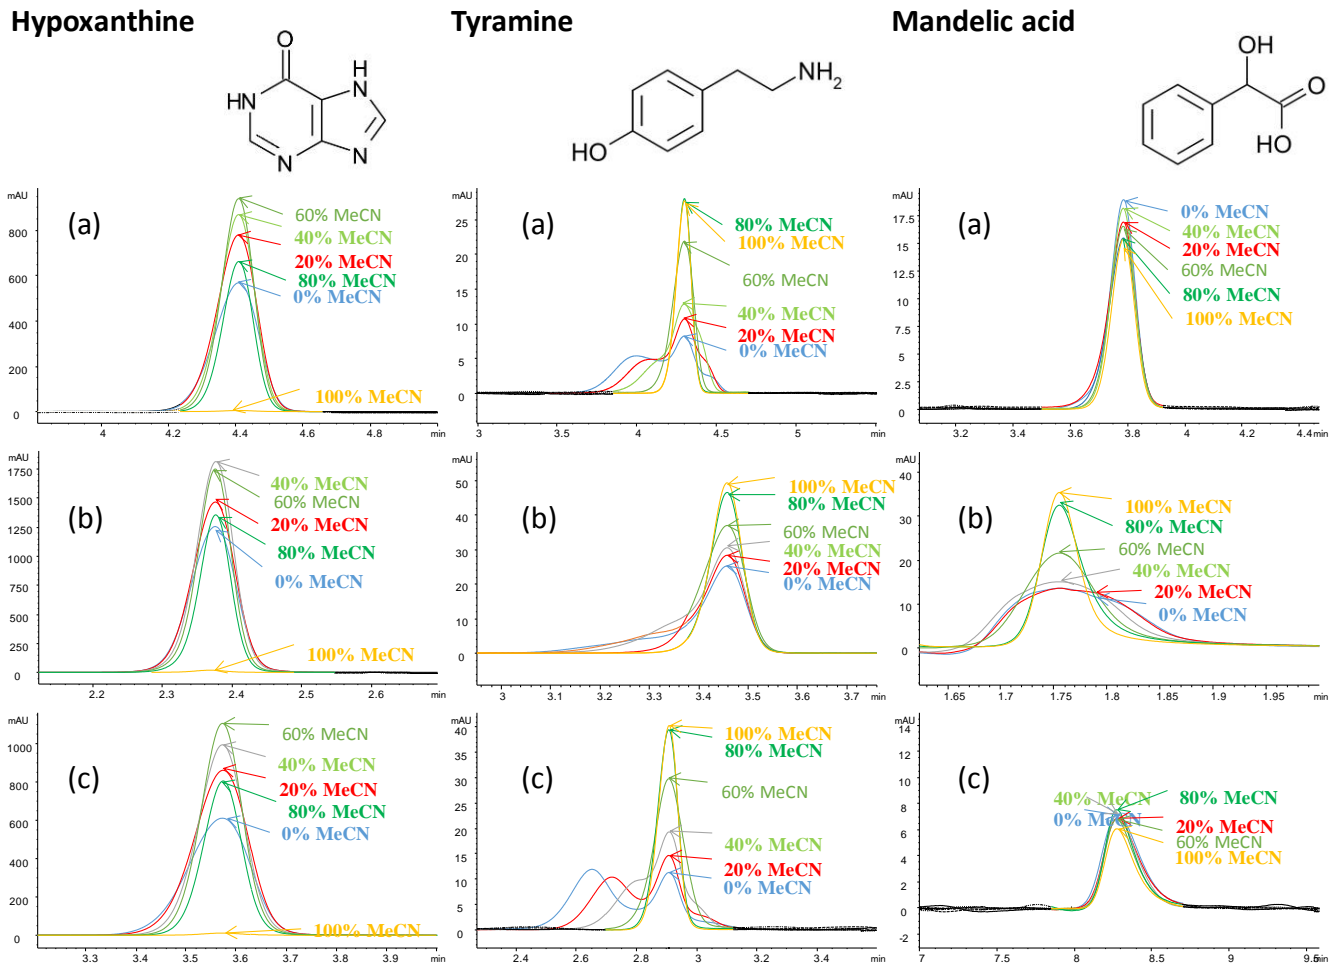 Hypoxanthine
Tyramine
Mandelic acid
O
H
N
HN
N
N
NH2
HO
OH
O
HO
mAU
(a)
60% MeCN
40% MeCN
20% MeCN
80% MeCN
0% MeCN
100% MeCN
800
600
400
200
0
4
4.2
4.4
4.6
4.8
min
mAU
(a)
80% MeCN
100% MeCN
60% MeCN
40% MeCN
20% MeCN
0% MeCN
25
20
15
10
5
0
3
3.5
4
4.5
5
min
mAU
(a)
0% MeCN
40% MeCN
20% MeCN
60% MeCN
80% MeCN
100% MeCN
17.5
15
12.5
10
7.5
5
2.5
0
3.2
3.4
3.6
3.8
4
4.2
4.4
min
mAU
(b)
40% MeCN
60% MeCN
20% MeCN
80% MeCN
0% MeCN
100% MeCN
1750
1500
1250
1000
750
500
250
0
2.2
2.3
2.4
2.5
2.6
min
mAU
(b)
100% MeCN
80% MeCN
60% MeCN
40% MeCN
20% MeCN
0% MeCN
50
40
30
20
10
0
3
3.1
3.2
3.3
3.4
3.5
3.6
3.7
min
mAU
(b)
100% MeCN
80% MeCN
60% MeCN
40% MeCN
20% MeCN
0% MeCN
40
30
20
10
0
1.65
1.7
1.75
1.8
1.85
1.9
1.95
min
mAU
(c)
60% MeCN
40% MeCN
20% MeCN
80% MeCN
0% MeCN
100% MeCN
1000
800
600
400
200
0
3.3
3.4
3.5
3.6
3.7
3.8
3.9
min
mAU
(c)
100% MeCN
80% MeCN
60% MeCN
40% MeCN
20% MeCN
0% MeCN
40
35
30
25
20
15
10
5
0
2.4
2.6
2.8
3
3.2
3.4
min
mAU
(c)
40% MeCN
0% MeCN
80% MeCN
20% MeCN
60% MeCN
100% MeCN
14
12
10
8
6
4
2
0
-2
7
7.5
8
8.5
9
min